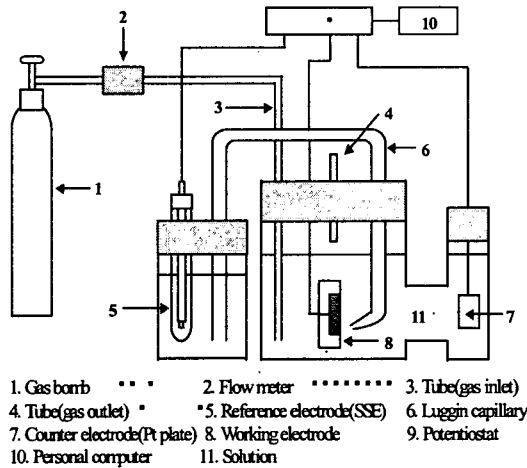 2
10
3
4
6
1
5
11
7
8
1. Gas bomb 2. Flow meter 3. Tube(gas inlet)
4. Tube(gas outlet) 5. Reference electrode(SSE) 6. Luggin capillary
7. Counter electrode(Pt plate) 8. Working electrode 9. Potentiostat
10. Personal computer 11. Solution